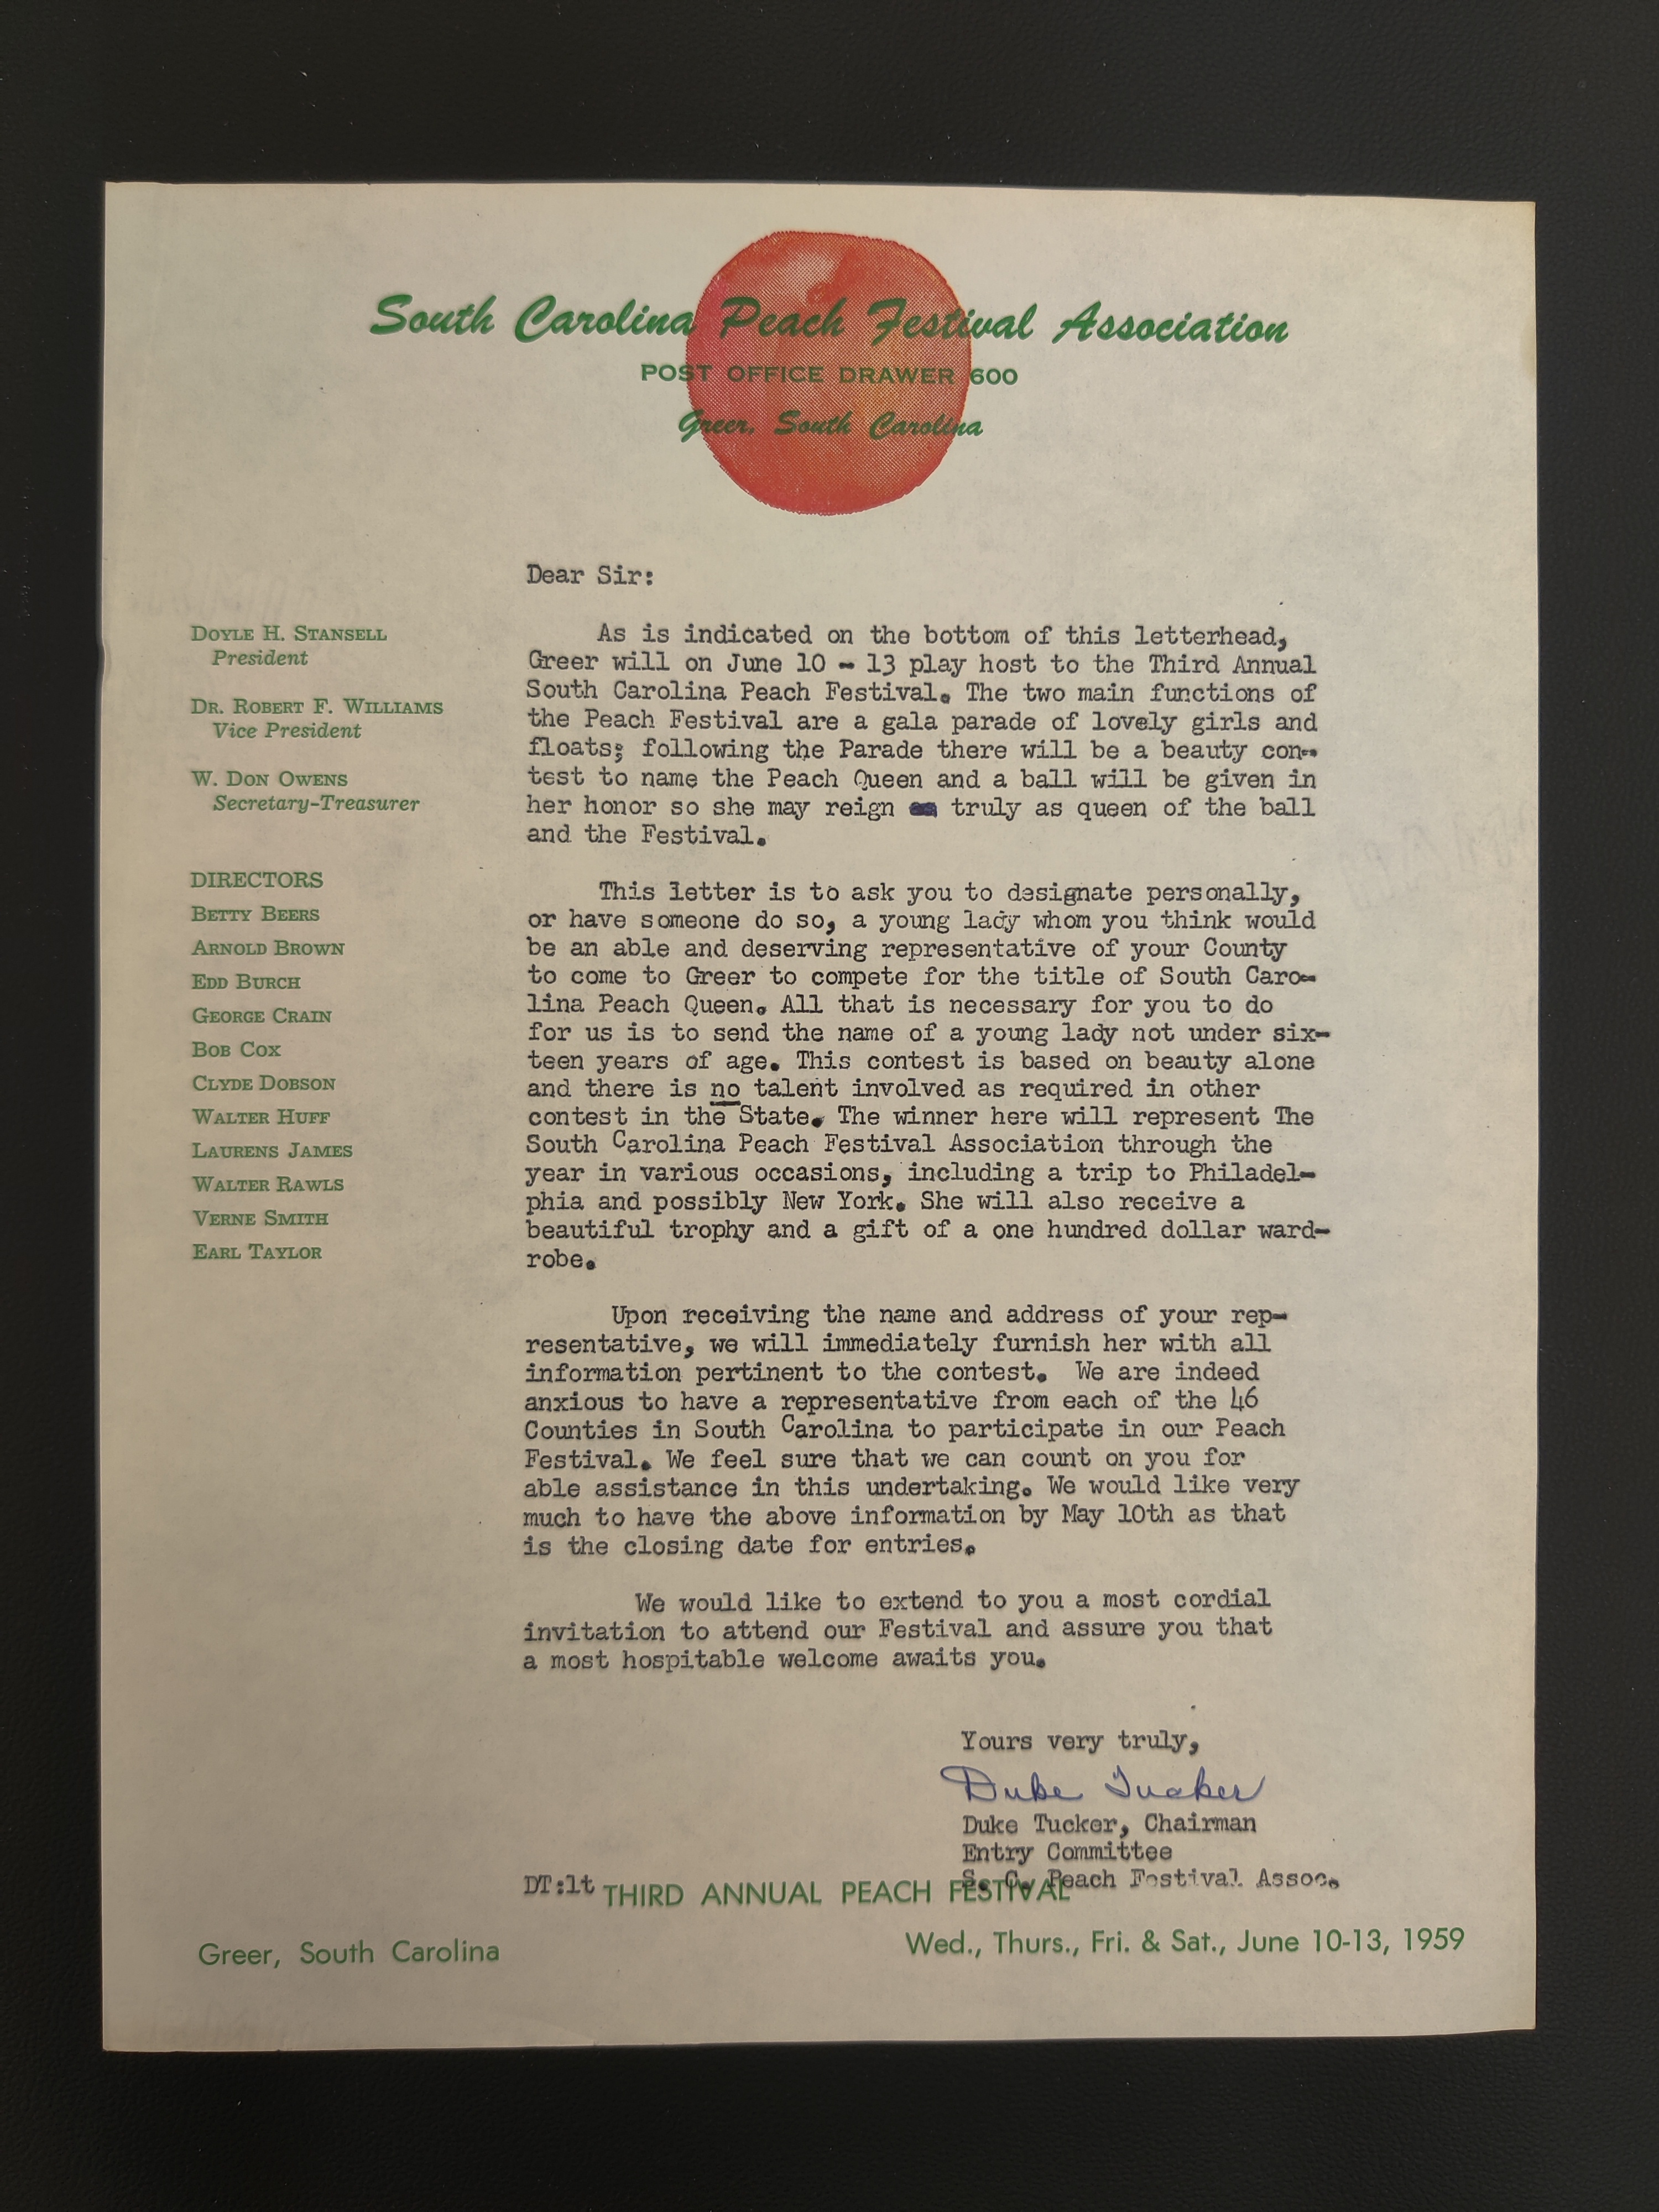 South Carolina Peach Festival Association
POST OFFICE DRAWER 600
Greer, South Carolina
DOYLE H. STANSELL
President
DR. ROBERT F. WILLIAMS
Vice President
W. DON OWENS
Secretary-Treasurer
DIRECTORS
BETTY BEERS
ARNOLD BROWN
EDD BURCH
GEORGE CRAIN
BOB COX
CLYDE DOBSON
WALTER HUFF
LAURENS JAMES
WALTER RAWLS
VERNE SMITH
EARL TAYLOR
Dear Sir:
As is indicated on the bottom of this letterhead,
Greer will on June 10 - 13 play host to the Third Annual
South Carolina Peach Festival. The two main functions of
the Peach Festival are a gala parade of lovely girls and
floats; following the Parade there will be a beauty con-
test to name the Peach Queen and a ball will be given in
her honor so she may reign truly as queen of the ball
and the Festival.
This letter is to ask you to designate personally,
or have someone do so, a young lady whom you think would
be an able and deserving representative of your County
to come to Greer to compete for the title of South Caro-
lina Peach Queen. All that is necessary for you to do
for us is to send the name of a young lady not under six-
teen years of age. This contest is based on beauty alone
and there is no talent involved as required in other
contest in the State. The winner here will represent The
South Carolina Peach Festival Association through the
year in various occasions, including a trip to Philadel-
phia and possibly New York. She will also receive a
beautiful trophy and a gift of a one hundred dollar ward-
robe.
Upon receiving the name and address of your rep-
resentative, we will immediately furnish her with all
information pertinent to the contest. We are indeed
anxious to have a representative from each of the 46
Counties in South Carolina to participate in our Peach
Festival. We feel sure that we can count on you for
able assistance in this undertaking. We would like very
much to have the above information by May 10th as that
is the closing date for entries.
We would like to extend to you a most cordial
invitation to attend our Festival and assure you that
a most hospitable welcome awaits you.
Yours very truly,
Duke Tucker
Duke Tucker, Chairman
Entry Committee
S. C. Peach Festival Assoc.
DT:lt
THIRD ANNUAL PEACH FESTIVAL
Greer, South Carolina
Wed., Thurs., Fri. & Sat., June 10-13, 1959